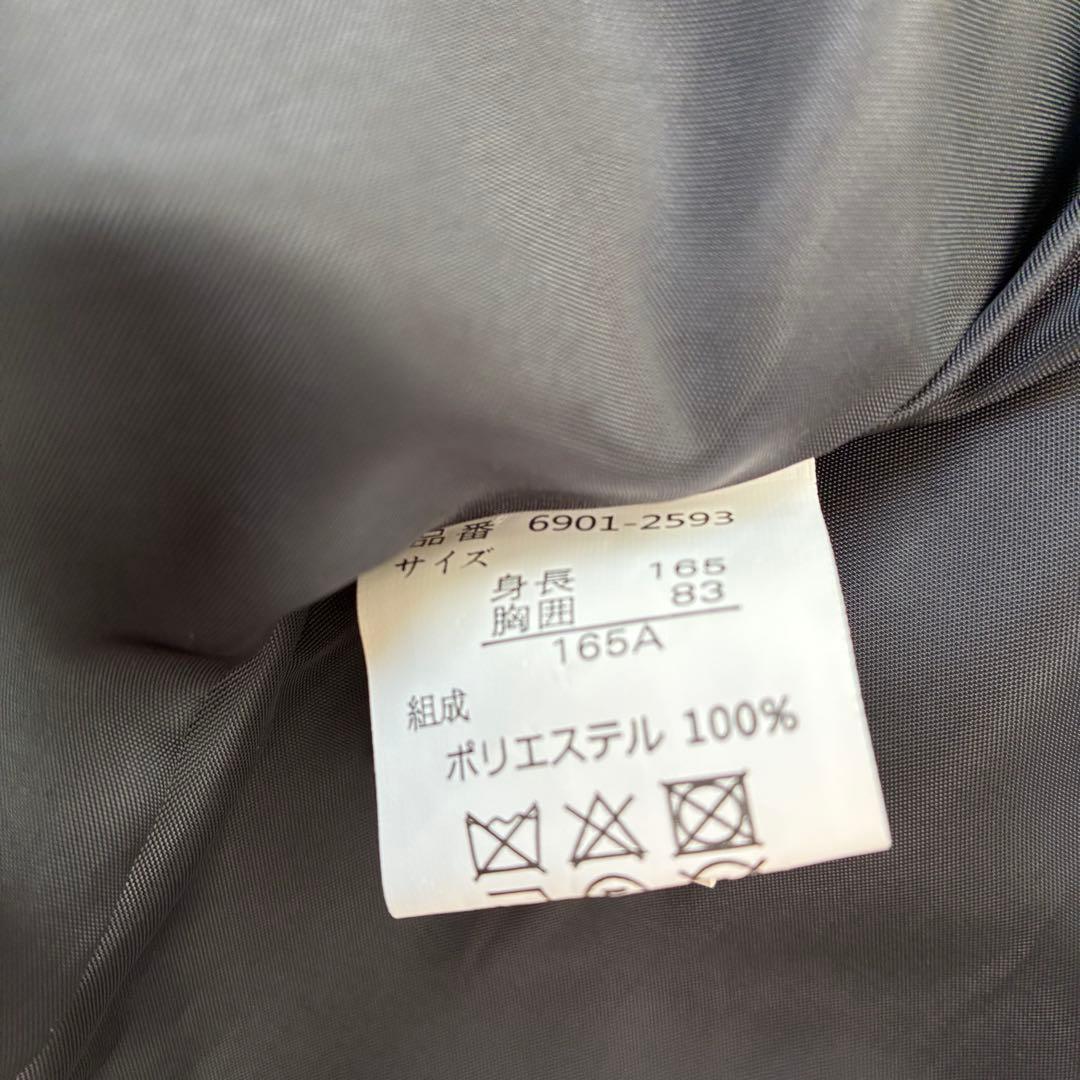 品番 6901-2593
サイズ
身長 165
胸囲 83
165A
組成
ポリエステル 100%